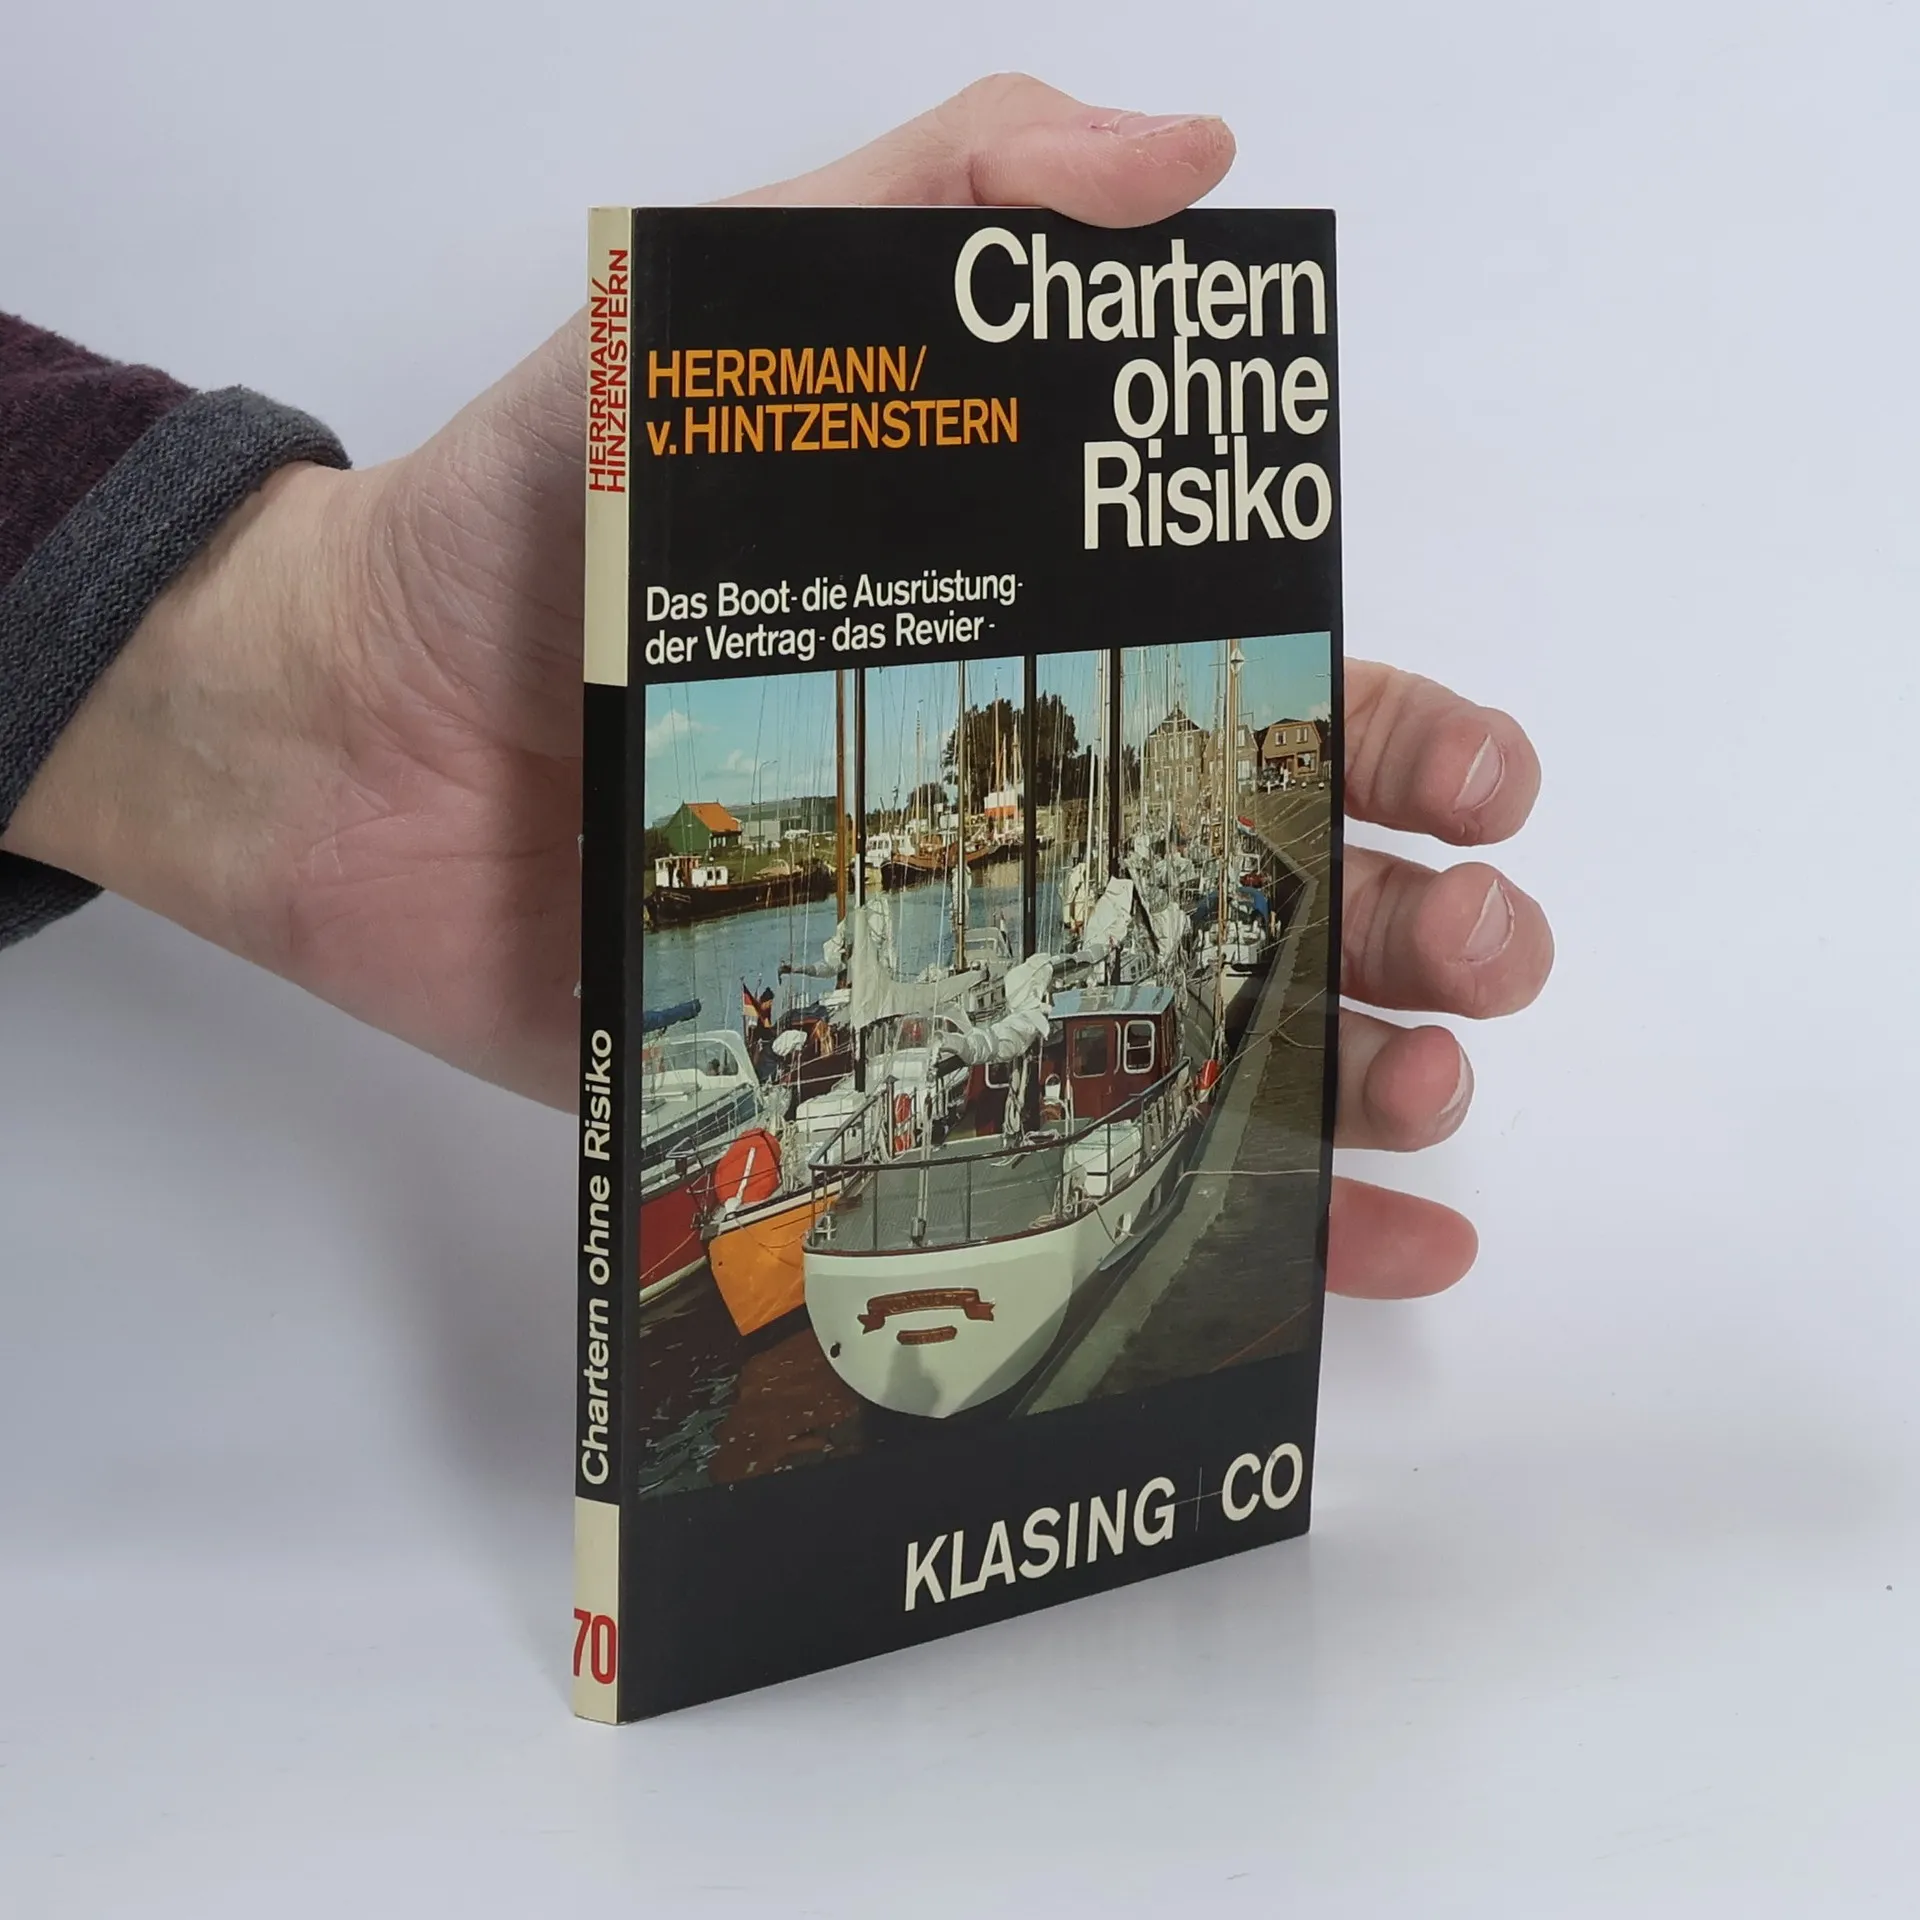 HERRMANN/
HINZENSTERN
Chartern ohne Risiko
70
Chartern
ohne
Risiko
HERRMANN/
v.HINTZENSTERN
Das Boot-die Ausrüstung-
der Vertrag-das Revier-
KLASING+CO